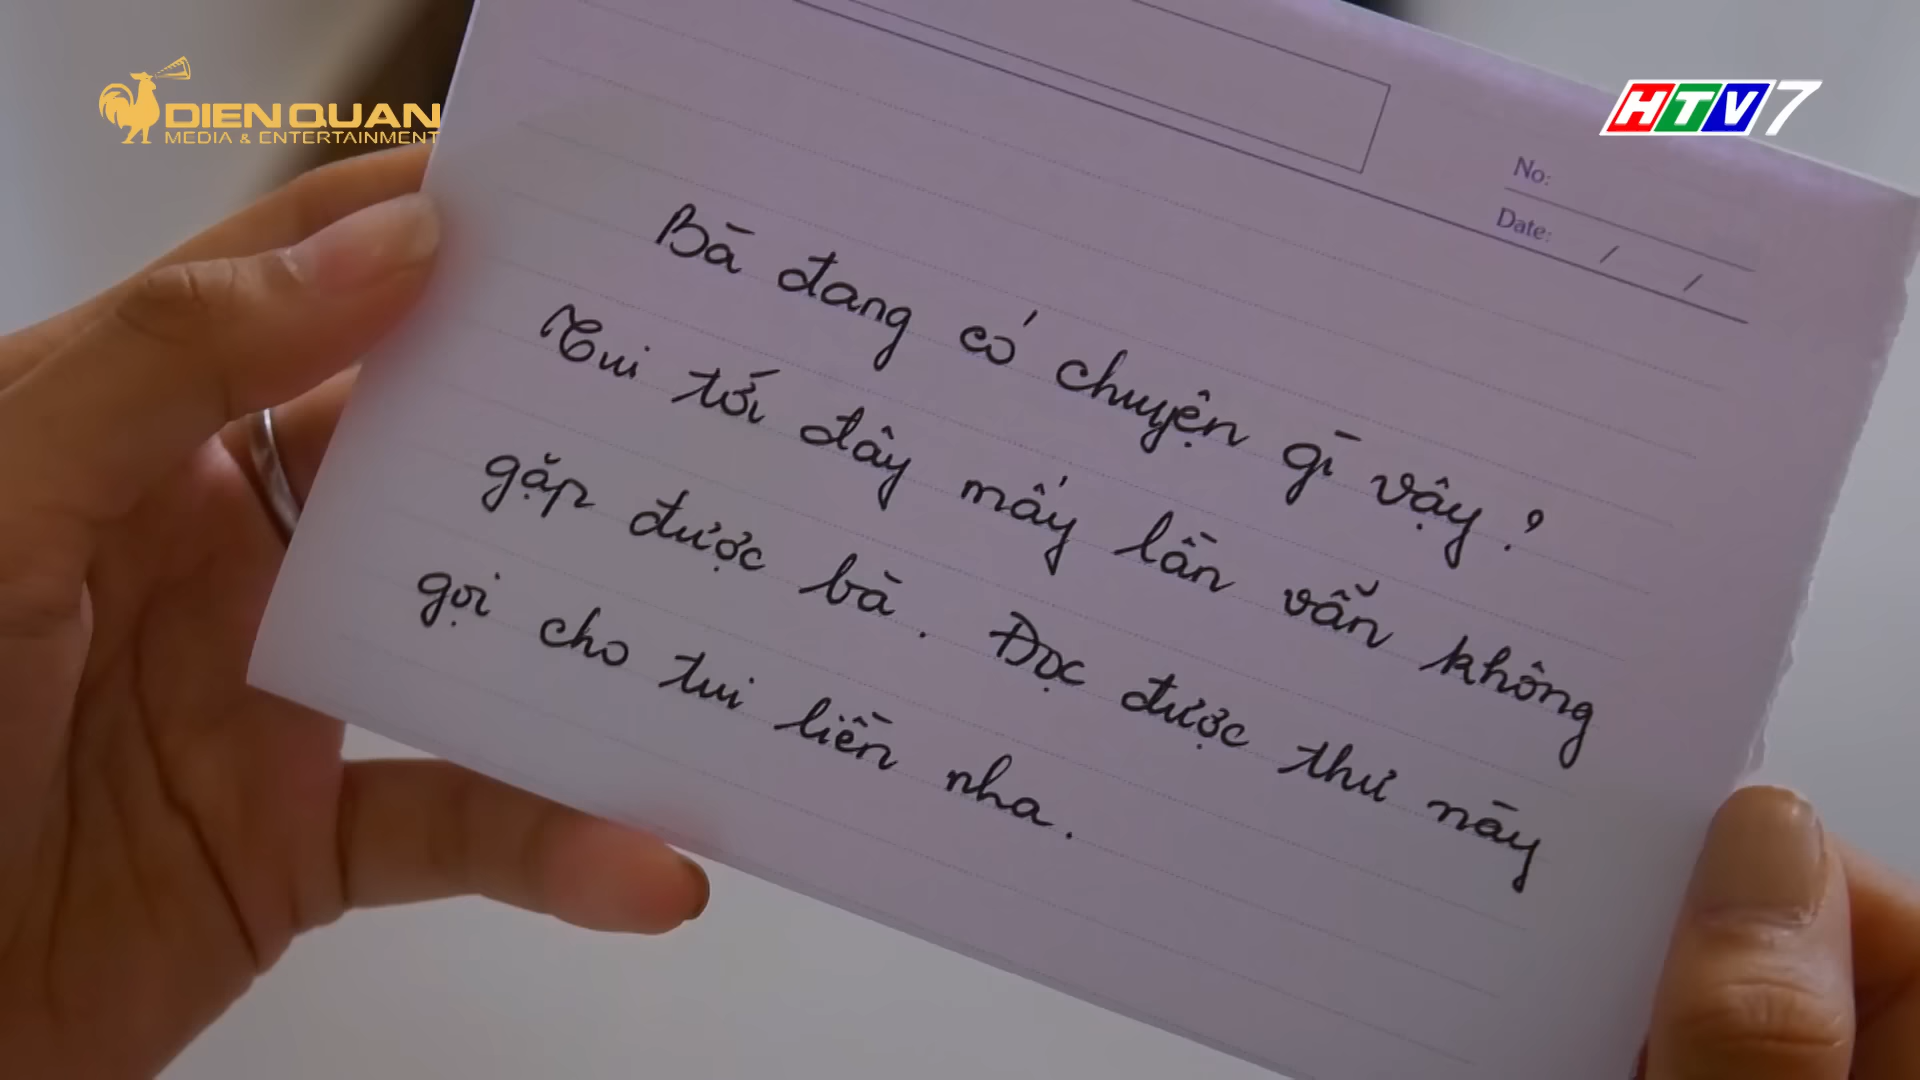 DIEN QUAN
MEDIA & ENTERTAINMENT
HTV7
No:
Date: / /
Bà đang có chuyện gì vậy?
Tui tới đây mấy lần vẫn không
gặp được bà. Đọc được thư này
gọi cho tui liền nha.